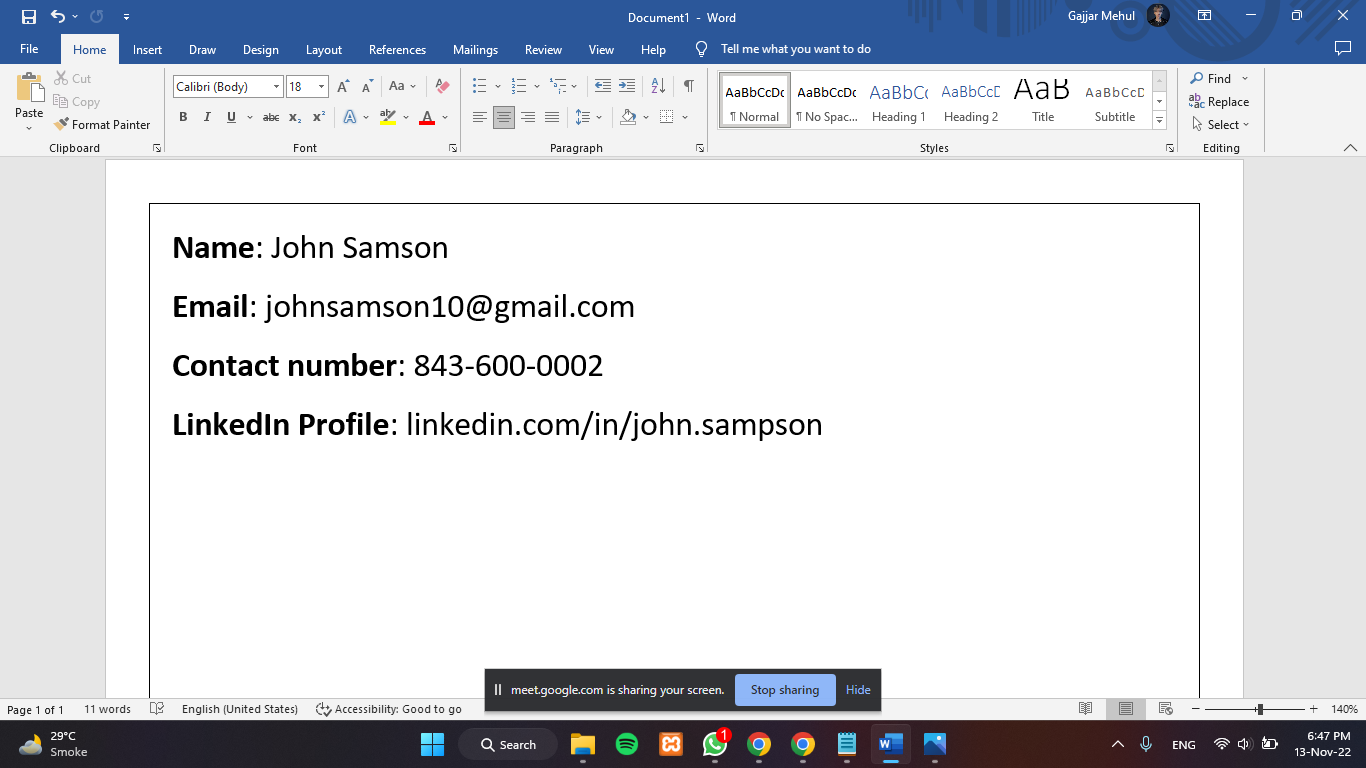 Document1 - Word
Gajjar Mehul
File Home Insert Draw Design Layout References Mailings Review View Help Tell me what you want to do
Paste
Cut
Copy
Format Painter
Clipboard
Calibri (Body) 18
Aa
B I U abc x₂ x² A ab A
Font
Paragraph
AaBbCcDc AaBbCcDc AaBbCc AaBbCcD AaB AaBbCcD
¶ Normal ¶ No Spac... Heading 1 Heading 2 Title Subtitle
Styles
Find
Replace
Select
Editing
Name: John Samson
Email: johnsamson10@gmail.com
Contact number: 843-600-0002
LinkedIn Profile: linkedin.com/in/john.sampson
meet.google.com is sharing your screen. Stop sharing Hide
Page 1 of 1 11 words English (United States) Accessibility: Good to go 140%
29°C
Smoke
Search
1
ENG
6:47 PM
13-Nov-22